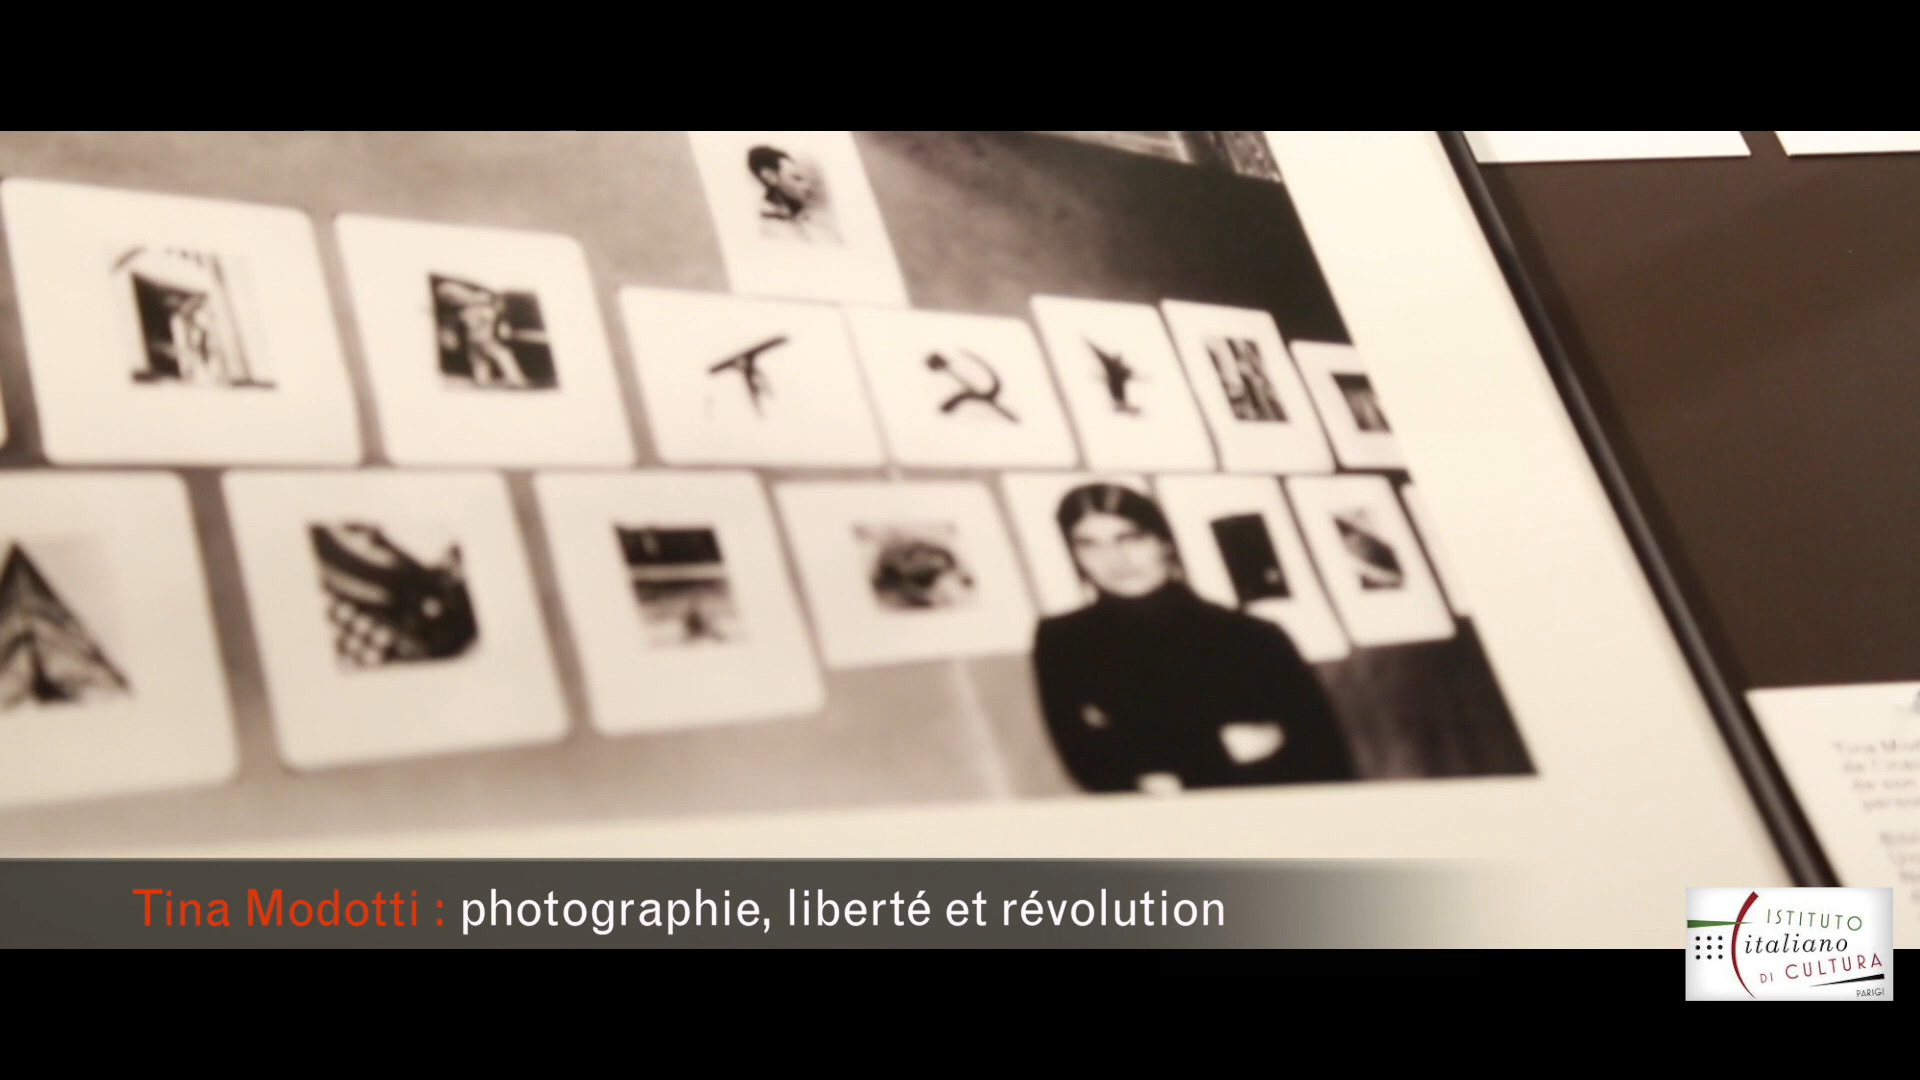 Tina Modotti : photographie, liberté et révolution
ISTITUTO
italiano
DI CULTURA
PARIGI